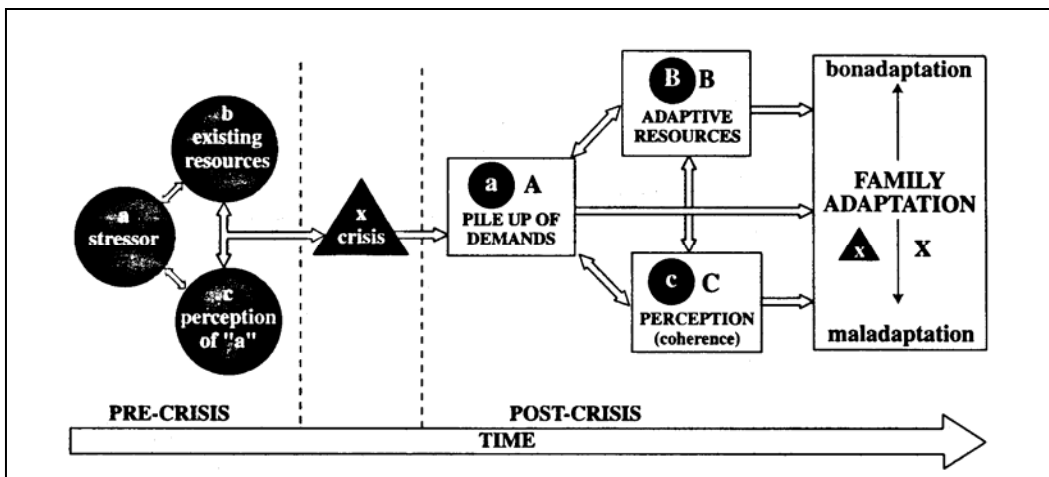 b
existing
resources
a
stressor
c
perception
of "a"
x
crisis
a A
PILE UP OF
DEMANDS
B B
ADAPTIVE
RESOURCES
c C
PERCEPTION
(coherence)
bonadaptation
FAMILY
ADAPTATION
x X
maladaptation
PRE-CRISIS
POST-CRISIS
TIME